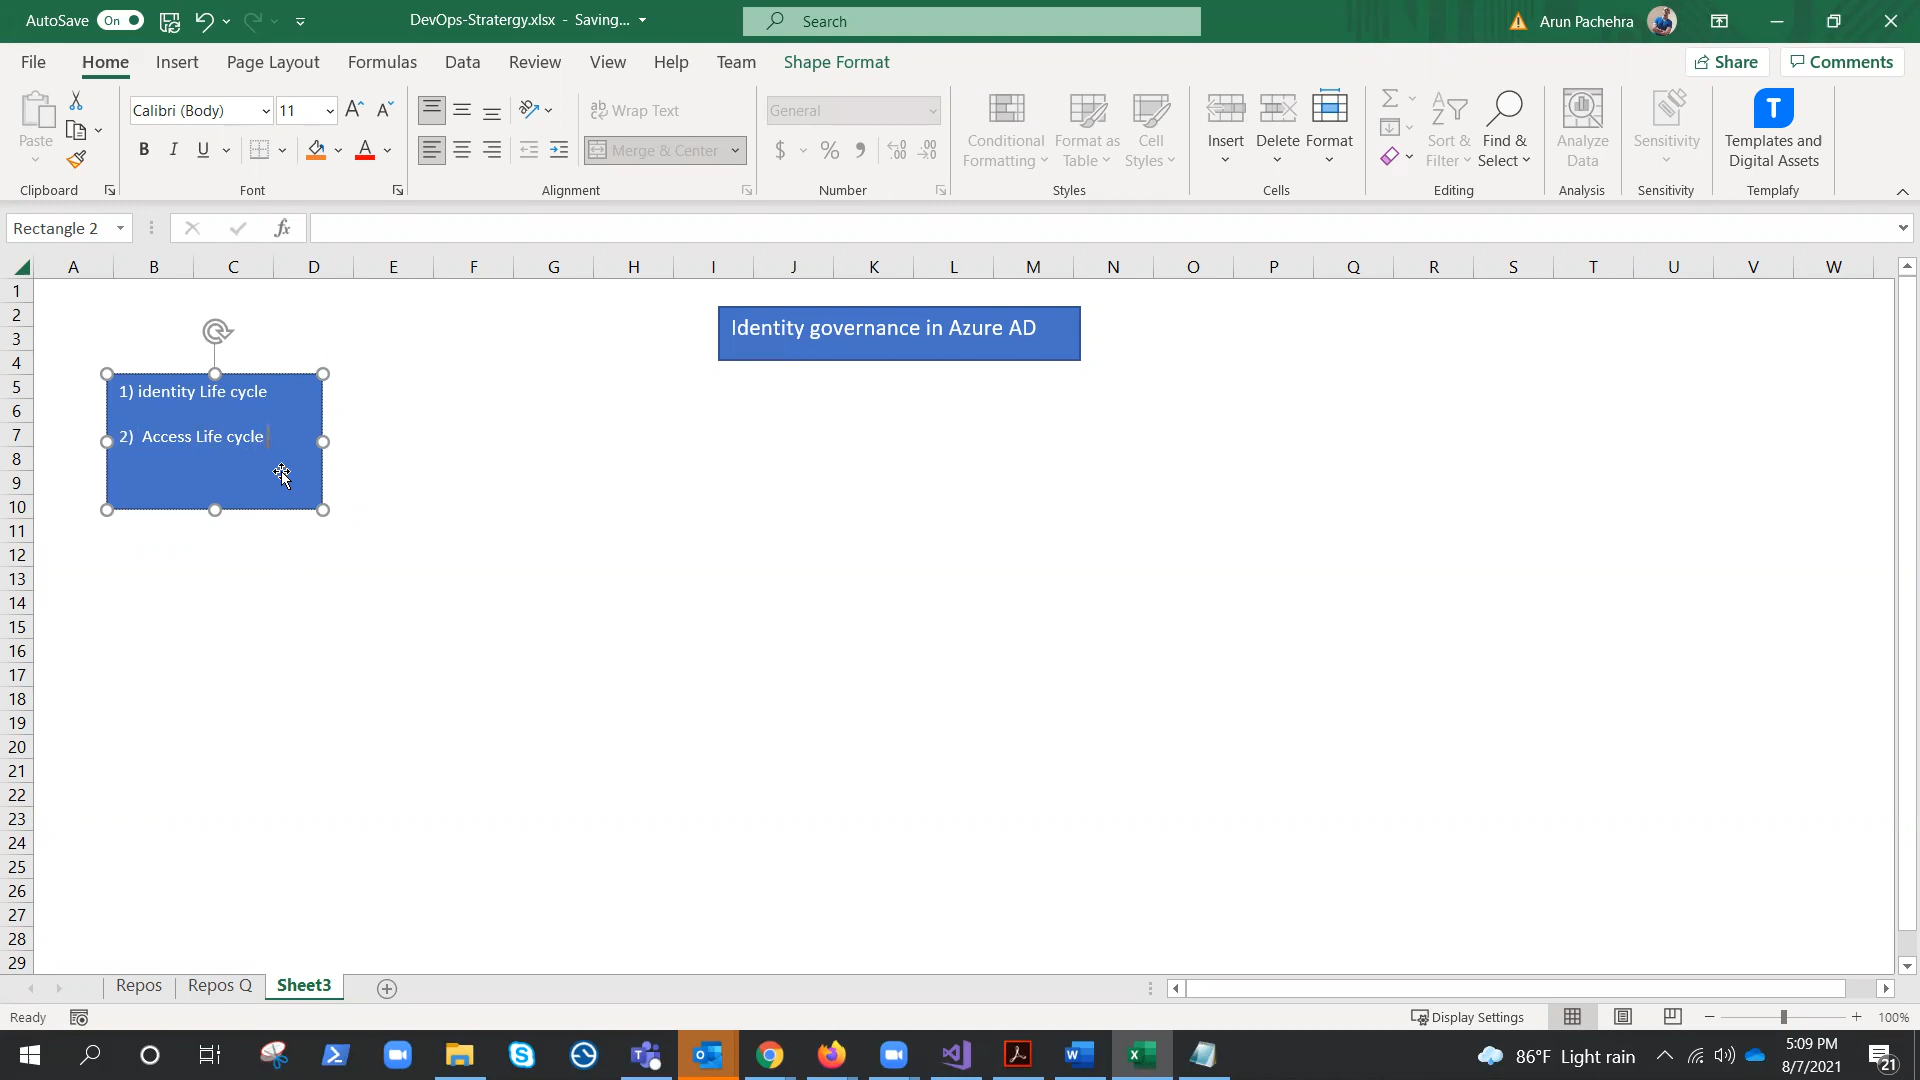 AutoSave On DevOps-Stratergy.xlsx - Saving... Search Arun Pachehra
File Home Insert Page Layout Formulas Data Review View Help Team Shape Format Share Comments
Calibri (Body) 11 Wrap Text General
Paste Merge & Center $ % Conditional Formatting Format as Table Cell Styles Insert Delete Format Sort & Filter Find & Select Analyze Data Sensitivity Templates and Digital Assets
Clipboard Font Alignment Number Styles Cells Editing Analysis Sensitivity Templafy
Rectangle 2 fx
A B C D E F G H I J K L M N O P Q R S T U V W
1
2
3
4
5
6
7
8
9
10
11
12
13
14
15
16
17
18
19
20
21
22
23
24
25
26
27
28
29
Identity governance in Azure AD
1) identity Life cycle
2) Access Life cycle
Repos Repos Q Sheet3
Ready Display Settings 100%
86°F Light rain 5:09 PM
8/7/2021 21